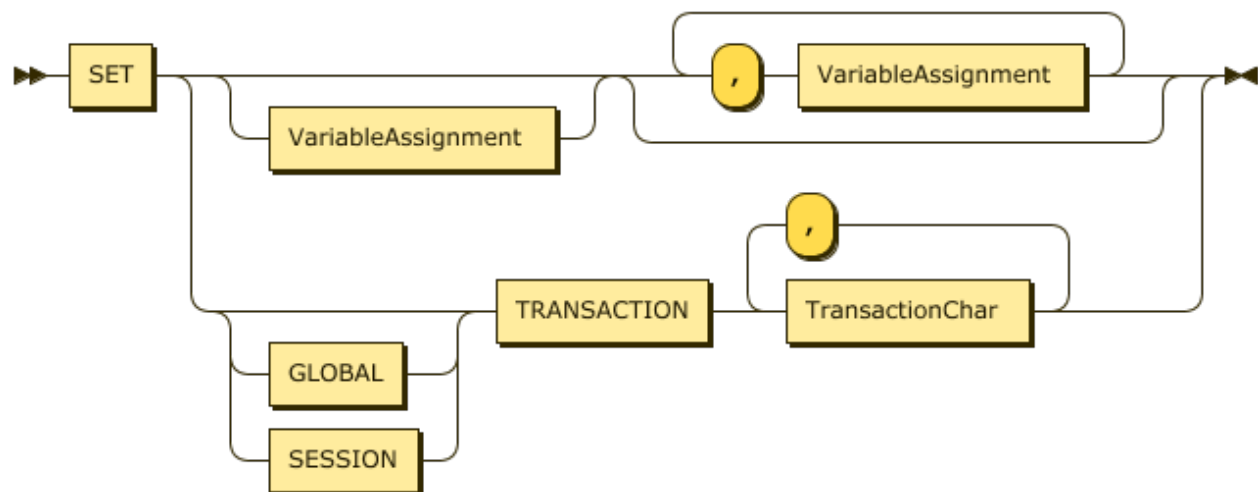 SET
, VariableAssignment
VariableAssignment
,
TRANSACTION TransactionChar
GLOBAL
SESSION